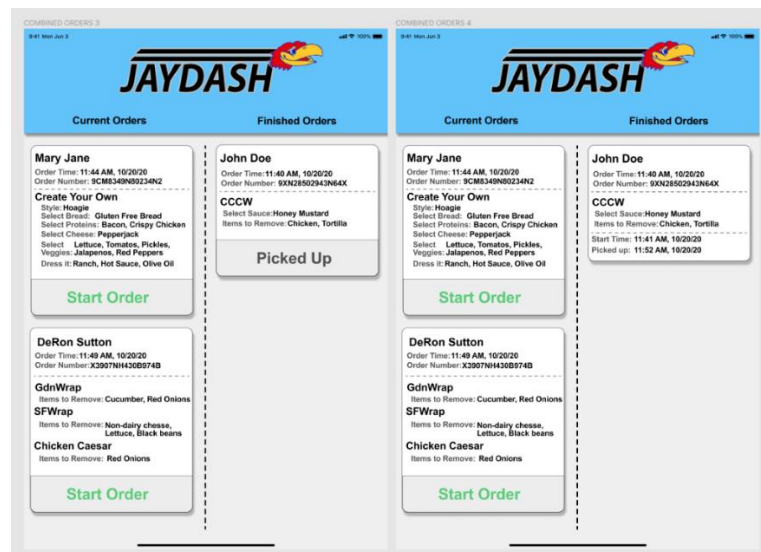 COMBINED ORDERS 3
9:41 Mon Jun 3
100%
JAYDASH
Current Orders
Finished Orders
Mary Jane
Order Time: 11:44 AM, 10/20/20
Order Number: 9CM8349N80234N2
Create Your Own
Style: Hoagie
Select Bread: Gluten Free Bread
Select Proteins: Bacon, Crispy Chicken
Select Cheese: Pepperjack
Select Lettuce, Tomatos, Pickles,
Veggies: Jalapenos, Red Peppers
Dress it: Ranch, Hot Sauce, Olive Oil
Start Order
DeRon Sutton
Order Time: 11:49 AM, 10/20/20
Order Number: X3907NH430B974B
GdnWrap
Items to Remove: Cucumber, Red Onions
SFWrap
Items to Remove: Non-dairy chesse,
Lettuce, Black beans
Chicken Caesar
Items to Remove: Red Onions
Start Order
John Doe
Order Time: 11:40 AM, 10/20/20
Order Number: 9XN28502943N64X
CCCW
Select Sauce: Honey Mustard
Items to Remove: Chicken, Tortilla
Picked Up
COMBINED ORDERS 4
9:41 Mon Jun 3
100%
JAYDASH
Current Orders
Finished Orders
Mary Jane
Order Time: 11:44 AM, 10/20/20
Order Number: 9CM8349N80234N2
Create Your Own
Style: Hoagie
Select Bread: Gluten Free Bread
Select Proteins: Bacon, Crispy Chicken
Select Cheese: Pepperjack
Select Lettuce, Tomatos, Pickles,
Veggies: Jalapenos, Red Peppers
Dress it: Ranch, Hot Sauce, Olive Oil
Start Order
DeRon Sutton
Order Time: 11:49 AM, 10/20/20
Order Number: X3907NH430B974B
GdnWrap
Items to Remove: Cucumber, Red Onions
SFWrap
Items to Remove: Non-dairy chesse,
Lettuce, Black beans
Chicken Caesar
Items to Remove: Red Onions
Start Order
John Doe
Order Time: 11:40 AM, 10/20/20
Order Number: 9XN28502943N64X
CCCW
Select Sauce: Honey Mustard
Items to Remove: Chicken, Tortilla
Start Time: 11:41 AM, 10/20/20
Picked up: 11:52 AM, 10/20/20